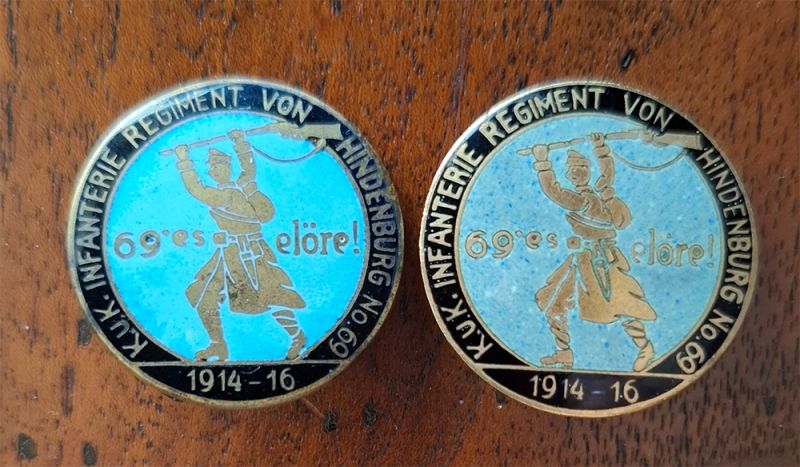 K.U.K. INFANTERIE REGIMENT VON HINDENBURG No. 69
69·es elöre!
1914-16
K.U.K. INFANTERIE REGIMENT VON HINDENBURG No. 69
69·es elöre!
1914-16